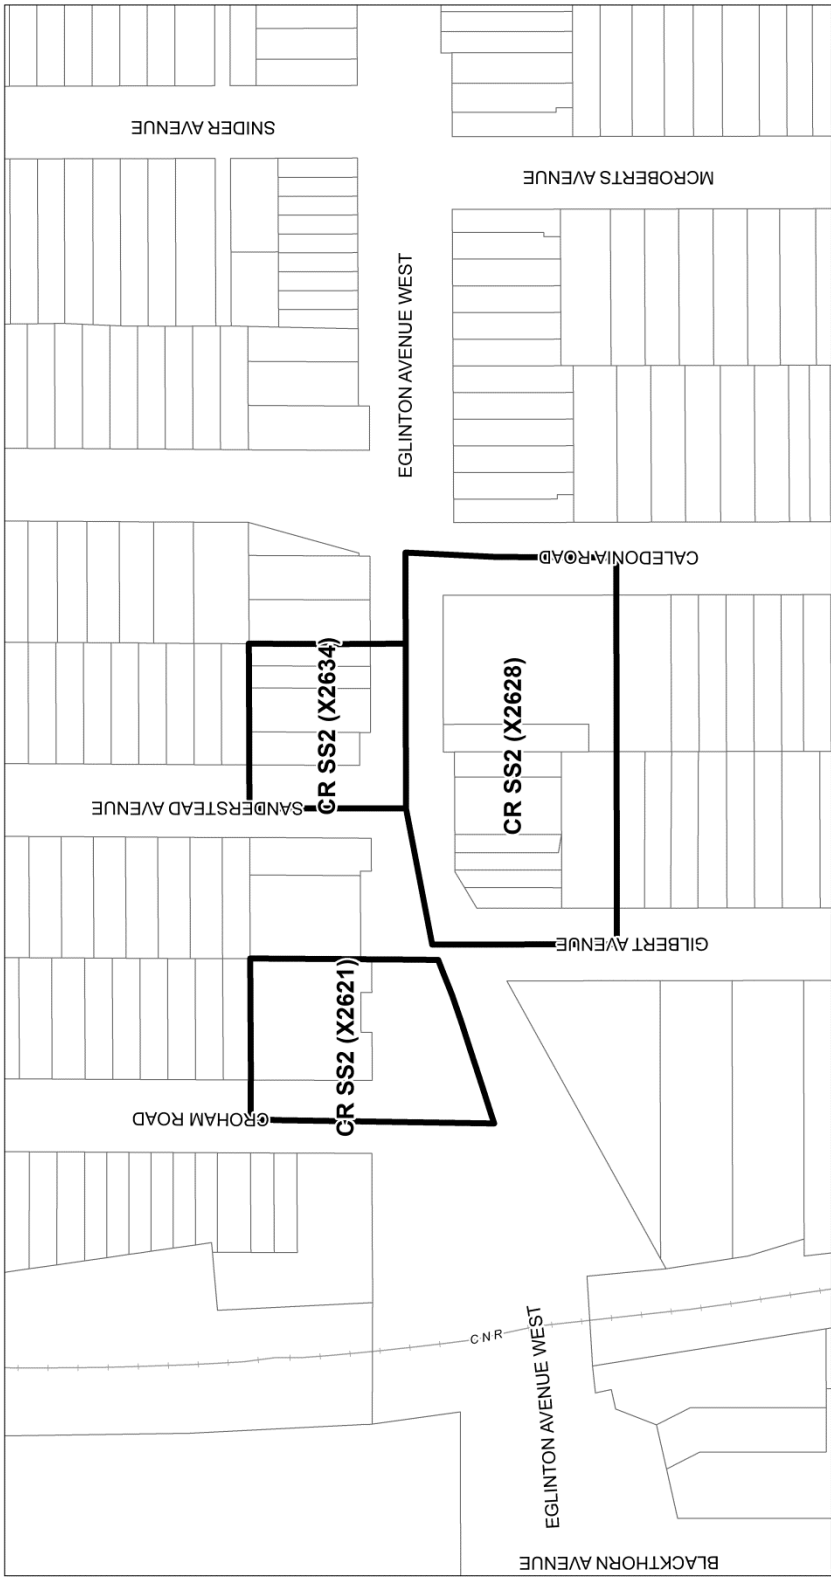 SNIDER AVENUE
MCROBERTS AVENUE
EGLINTON AVENUE WEST
CALEDONIA ROAD
CR SS2 (X2634)
CR SS2 (X2628)
SANDERSTEAD AVENUE
GILBERT AVENUE
CR SS2 (X2621)
CROHAM ROAD
CNR
EGLINTON AVENUE WEST
BLACKTHORN AVENUE